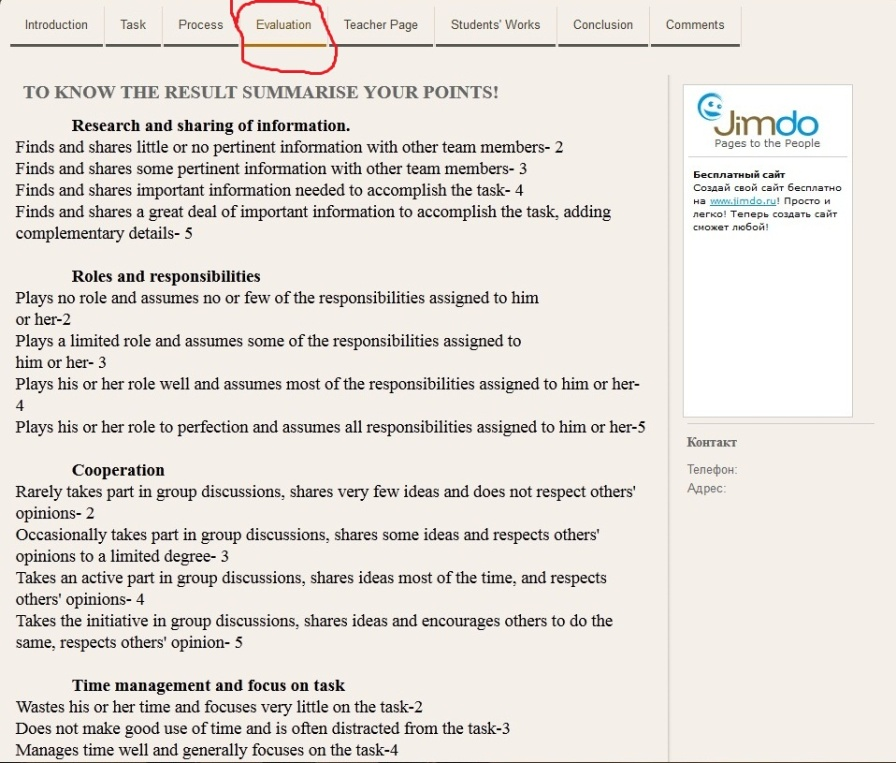 Introduction
Task
Process
Evaluation
Teacher Page
Students' Works
Conclusion
Comments
TO KNOW THE RESULT SUMMARISE YOUR POINTS!
Research and sharing of information.
Finds and shares little or no pertinent information with other team members- 2
Finds and shares some pertinent information with other team members- 3
Finds and shares important information needed to accomplish the task- 4
Finds and shares a great deal of important information to accomplish the task, adding
complementary details- 5
Roles and responsibilities
Plays no role and assumes no or few of the responsibilities assigned to him
or her-2
Plays a limited role and assumes some of the responsibilities assigned to
him or her- 3
Plays his or her role well and assumes most of the responsibilities assigned to him or her-
4
Plays his or her role to perfection and assumes all responsibilities assigned to him or her-5
Cooperation
Rarely takes part in group discussions, shares very few ideas and does not respect others'
opinions- 2
Occasionally takes part in group discussions, shares some ideas and respects others'
opinions to a limited degree- 3
Takes an active part in group discussions, shares ideas most of the time, and respects
others' opinions- 4
Takes the initiative in group discussions, shares ideas and encourages others to do the
same, respects others' opinion- 5
Time management and focus on task
Wastes his or her time and focuses very little on the task-2
Does not make good use of time and is often distracted from the task-3
Manages time well and generally focuses on the task-4
Jimdo
Pages to the People
Бесплатный сайт
Создай свой сайт бесплатно
на www.jimdo.ru! Просто и
легко! Теперь создать сайт
сможет любой!
Контакт
Телефон:
Адрес: